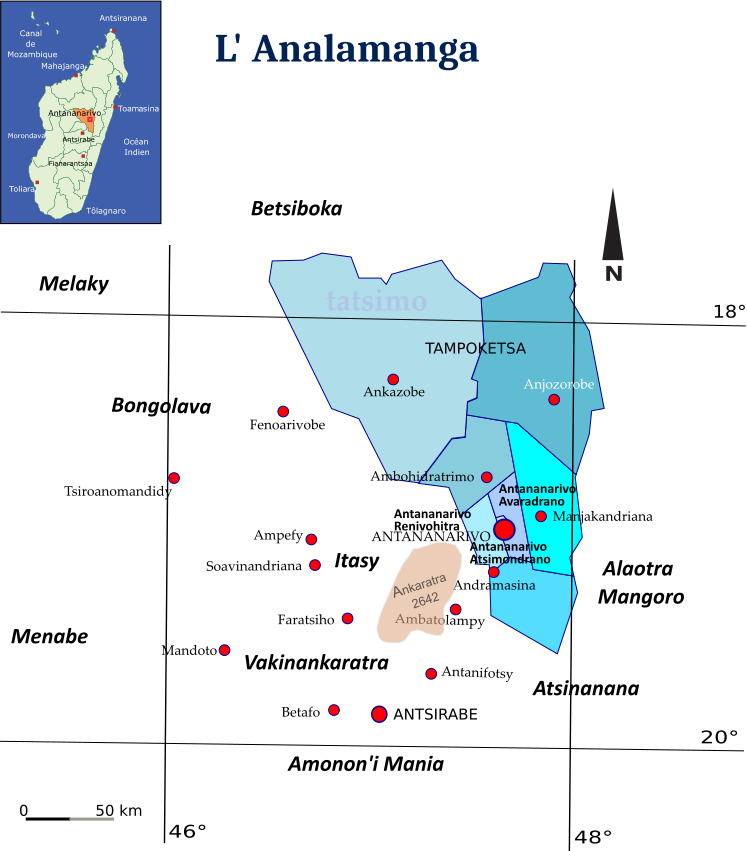 L' Analamanga
Antsiranana
Canal
de
Mozambique
Mahajanga
Antananarivo
Toamasina
Morondava
Antsirabe
Océan
Indien
Fianarantsoa
Toliara
Tôlagnaro
Betsiboka
N
Melaky
tatsimo
18°
TAMPOKETSA
Ankazobe
Anjozorobe
Bongolava
Fenoarivobe
Ambohidratrimo
Tsiroanomandidy
Antananarivo
Avaradrano
Antananarivo
Renivohitra
Manjakandriana
ANTANANARIVO
Ampefy
Antananarivo
Atsimondrano
Itasy
Soavinandriana
Alaotra
Mangoro
Ankaratra
2642
Andramasina
Faratsiho
Ambatolampy
Menabe
Mandoto
Vakinankaratra
Antanifotsy
Atsinanana
Betafo
ANTSIRABE
20°
Amonon'i Mania
0
50 km
46°
48°